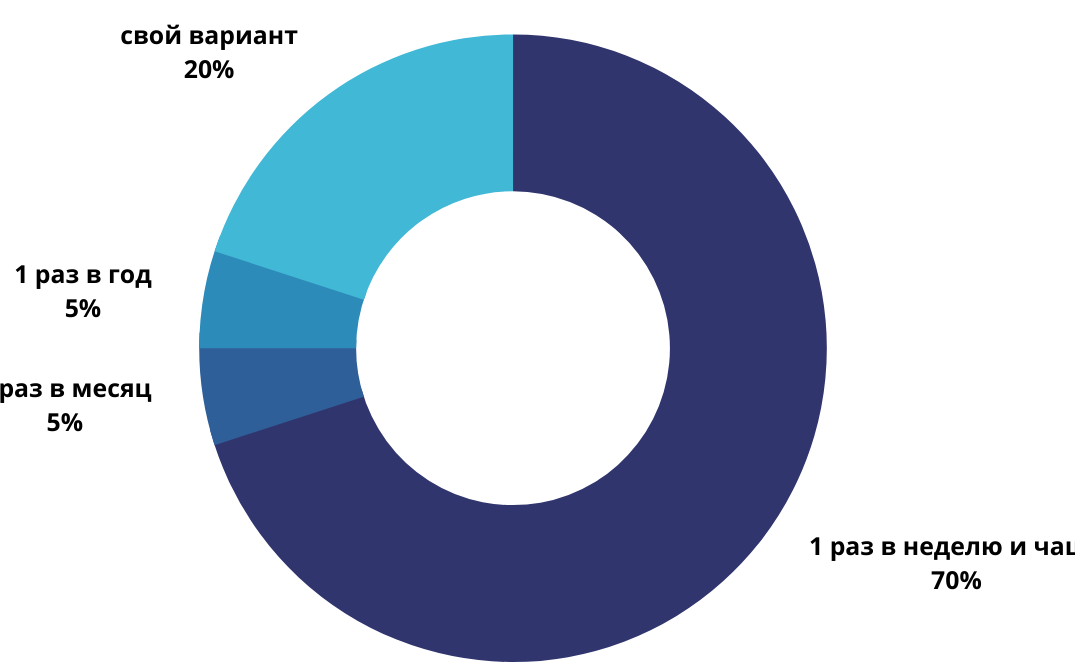 свой вариант
20%
1 раз в год
5%
раз в месяц
5%
1 раз в неделю и
70%